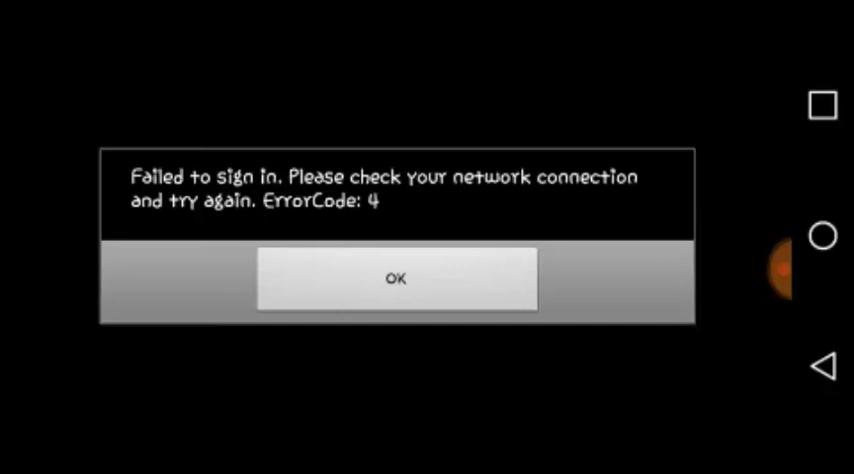 Failed to sign in. Please check your network connection
and try again. ErrorCode: 4
OK